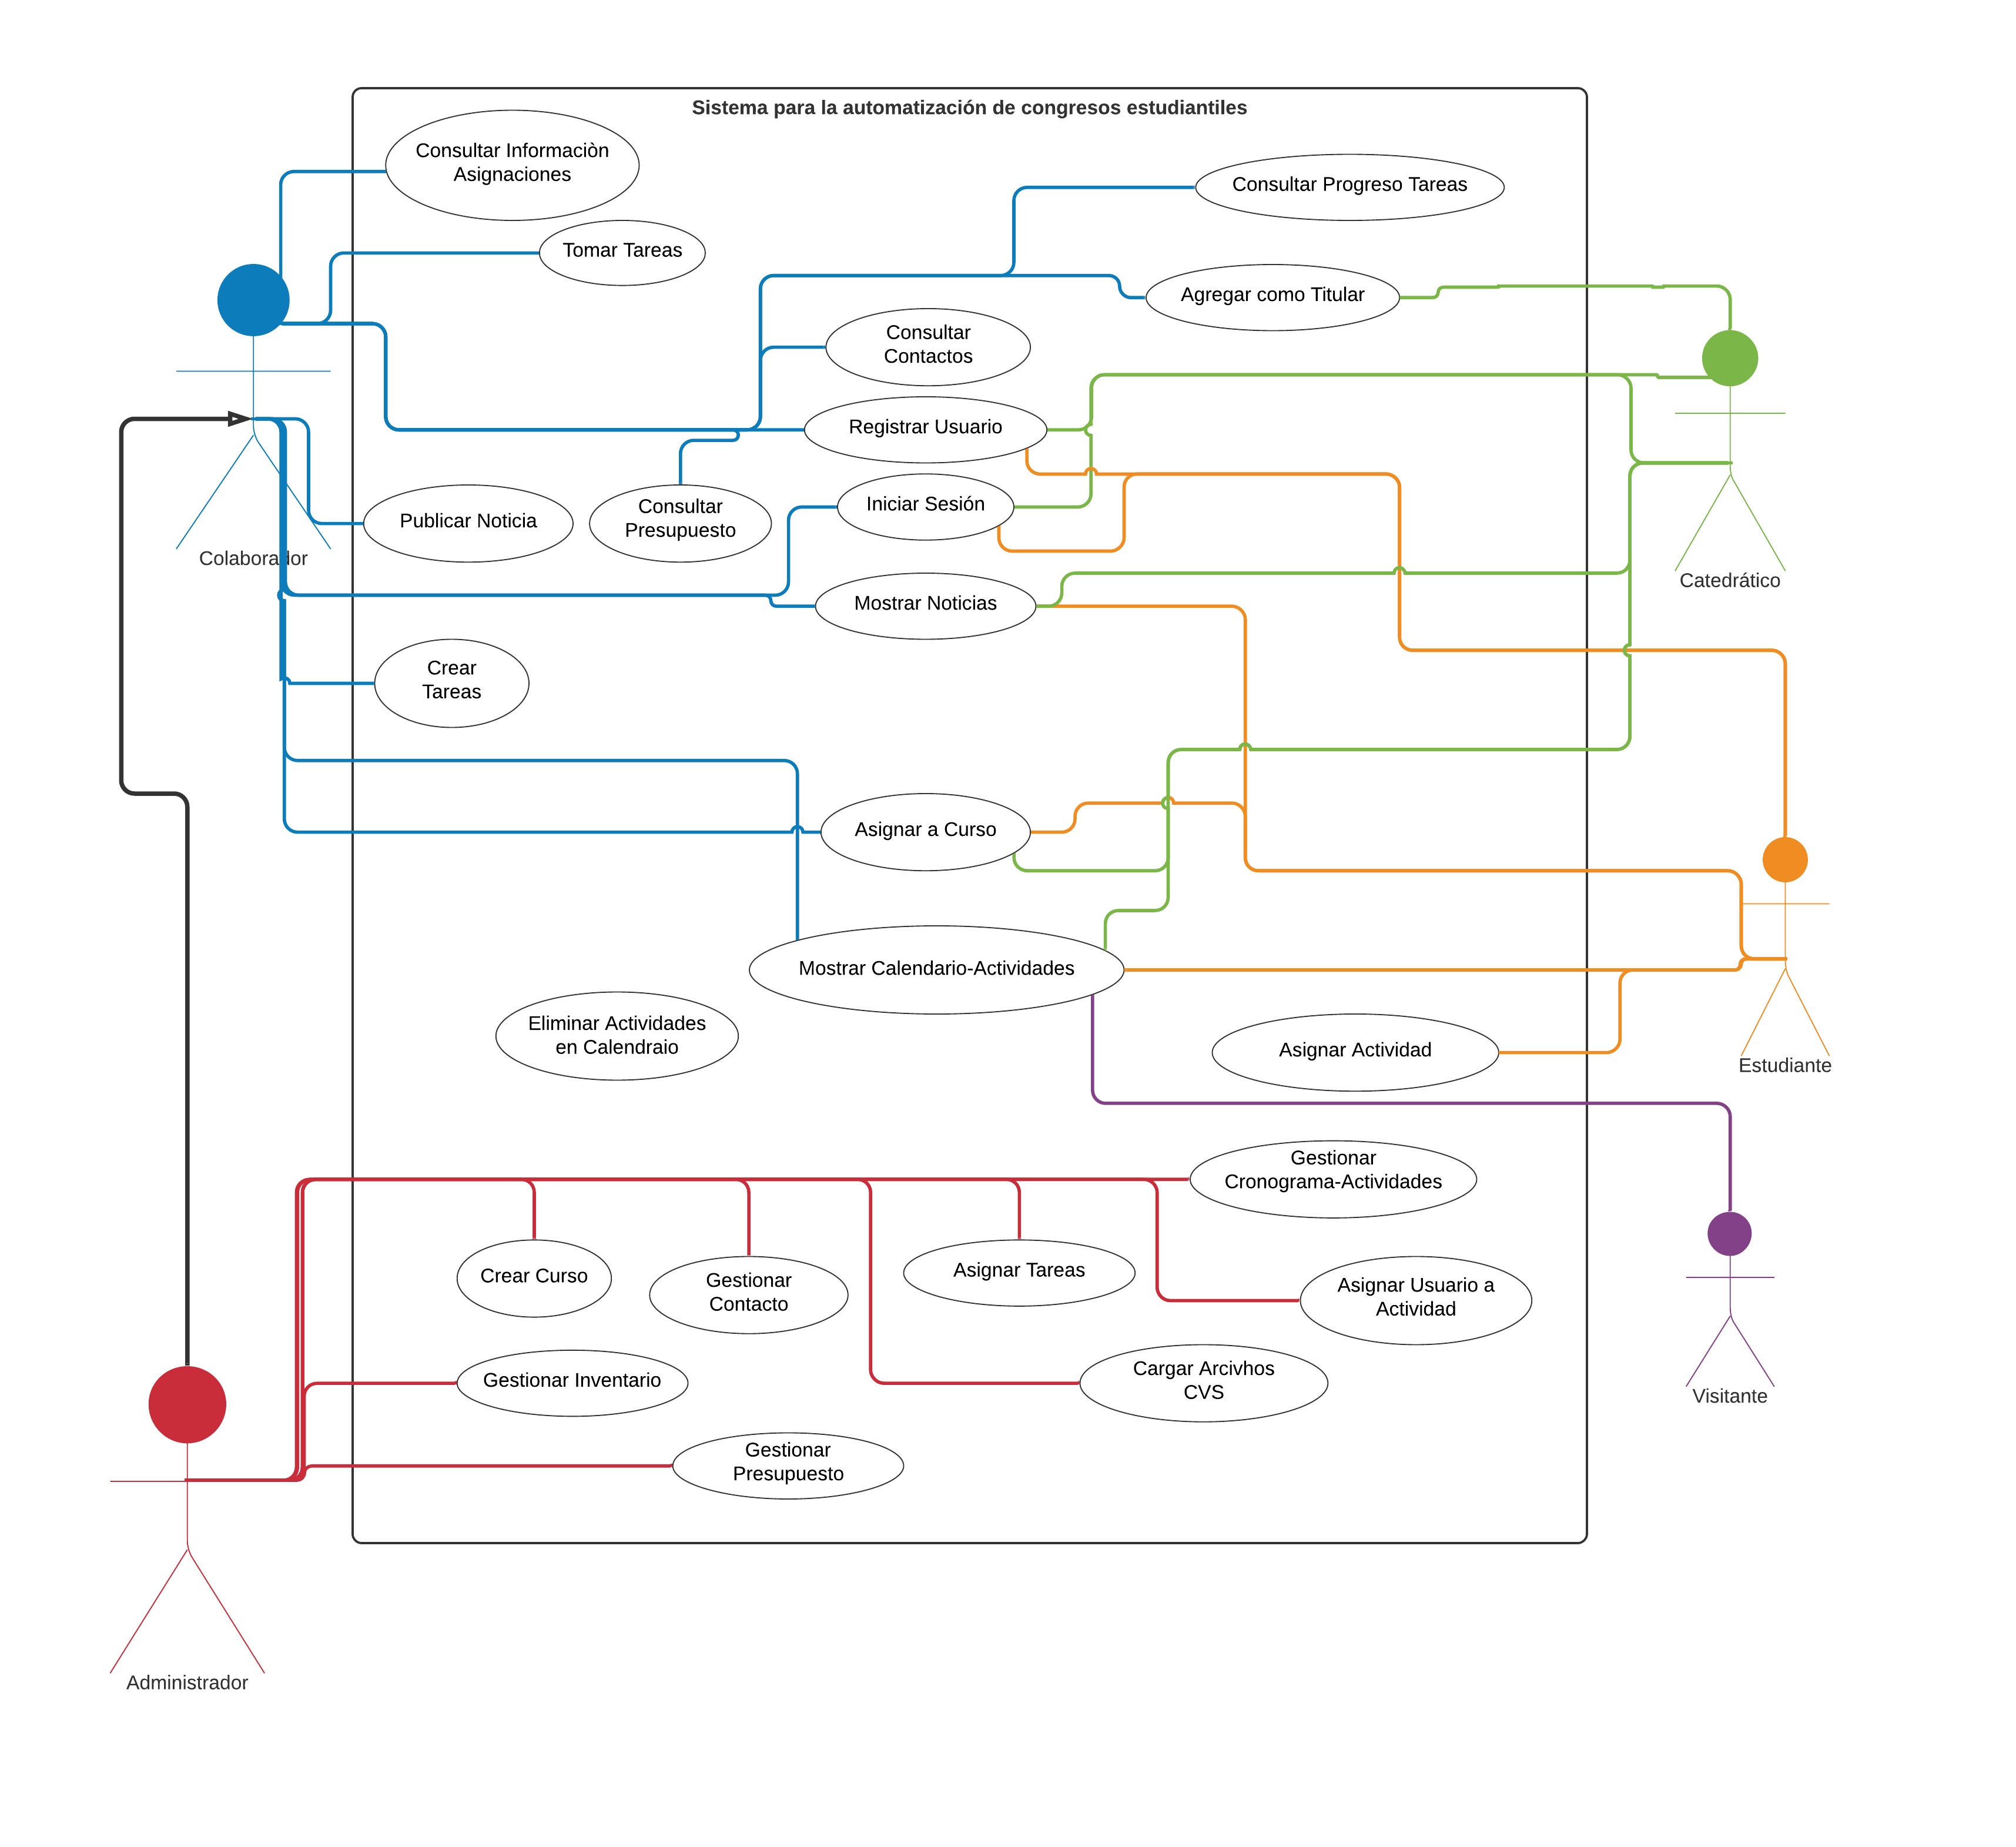 Sistema para la automatización de congresos estudiantiles
Consultar Informaciòn
Asignaciones
Consultar Progreso Tareas
Tomar Tareas
Agregar como Titular
Consultar
Contactos
Registrar Usuario
Iniciar Sesión
Publicar Noticia
Consultar
Presupuesto
Colaborador
Catedrático
Mostrar Noticias
Crear
Tareas
Asignar a Curso
Mostrar Calendario-Actividades
Eliminar Actividades
en Calendraio
Asignar Actividad
Estudiante
Gestionar
Cronograma-Actividades
Crear Curso
Gestionar
Contacto
Asignar Tareas
Asignar Usuario a
Actividad
Gestionar Inventario
Cargar Arcivhos
CVS
Visitante
Gestionar
Presupuesto
Administrador